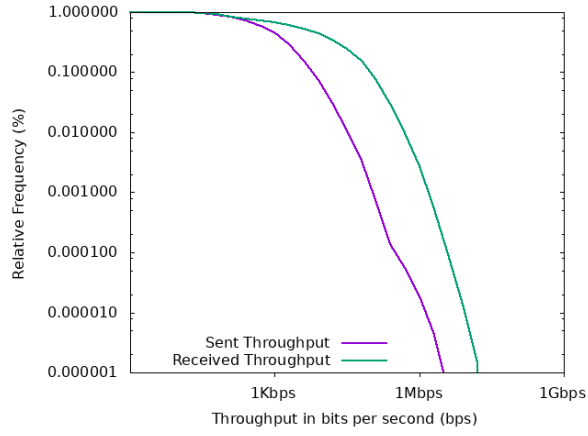 1.000000
0.100000
0.010000
0.001000
0.000100
0.000010
0.000001
Relative Frequency (%)
Sent Throughput
Received Throughput
1Kbps
1Mbps
1Gbps
Throughput in bits per second (bps)